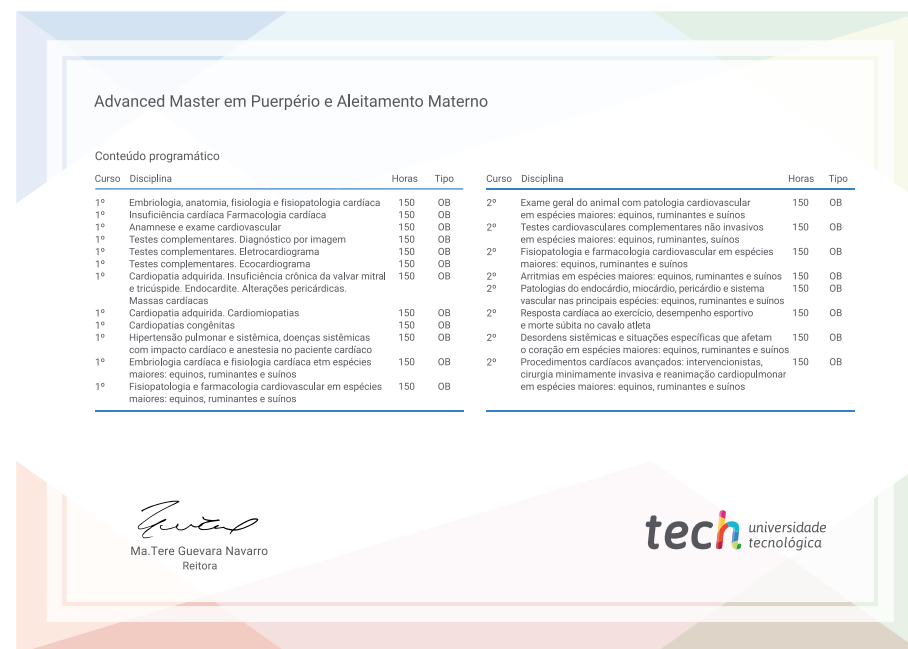 Advanced Master em Puerpério e Aleitamento Materno
Conteúdo programático
Curso Disciplina Horas Tipo
1º Embriologia, anatomia, fisiologia e fisiopatologia cardíaca 150 OB
1º Insuficiência cardíaca Farmacologia cardíaca 150 OB
1º Anamnese e exame cardiovascular 150 OB
1º Testes complementares. Diagnóstico por imagem 150 OB
1º Testes complementares. Eletrocardiograma 150 OB
1º Testes complementares. Ecocardiograma 150 OB
1º Cardiopatia adquirida. Insuficiência crônica da valvar mitral 150 OB
e tricúspide. Endocardite. Alterações pericárdicas.
Massas cardíacas
1º Cardiopatia adquirida. Cardiomiopatias 150 OB
1º Cardiopatias congênitas 150 OB
1º Hipertensão pulmonar e sistêmica, doenças sistêmicas 150 OB
com impacto cardíaco e anestesia no paciente cardíaco
1º Embriologia cardíaca e fisiologia cardíaca etm espécies 150 OB
maiores: equinos, ruminantes e suínos
1º Fisiopatologia e farmacologia cardiovascular em espécies 150 OB
maiores: equinos, ruminantes e suínos
Curso Disciplina Horas Tipo
2º Exame geral do animal com patologia cardiovascular 150 OB
em espécies maiores: equinos, ruminantes e suínos
2º Testes cardiovasculares complementares não invasivos 150 OB
em espécies maiores: equinos, ruminantes, suínos
2º Fisiopatologia e farmacologia cardiovascular em espécies 150 OB
maiores: equinos, ruminantes e suínos
2º Arritmias em espécies maiores: equinos, ruminantes e suínos 150 OB
2º Patologias do endocárdio, miocárdio, pericárdio e sistema 150 OB
vascular nas principais espécies: equinos, ruminantes e suínos
2º Resposta cardíaca ao exercício, desempenho esportivo 150 OB
e morte súbita no cavalo atleta
2º Desordens sistêmicas e situações específicas que afetam 150 OB
o coração em espécies maiores: equinos, ruminantes e suínos
2º Procedimentos cardíacos avançados: intervencionistas, 150 OB
cirurgia minimamente invasiva e reanimação cardiopulmonar
em espécies maiores: equinos, ruminantes e suínos
Ma.Tere Guevara Navarro
Reitora
tech universidade
tecnológica